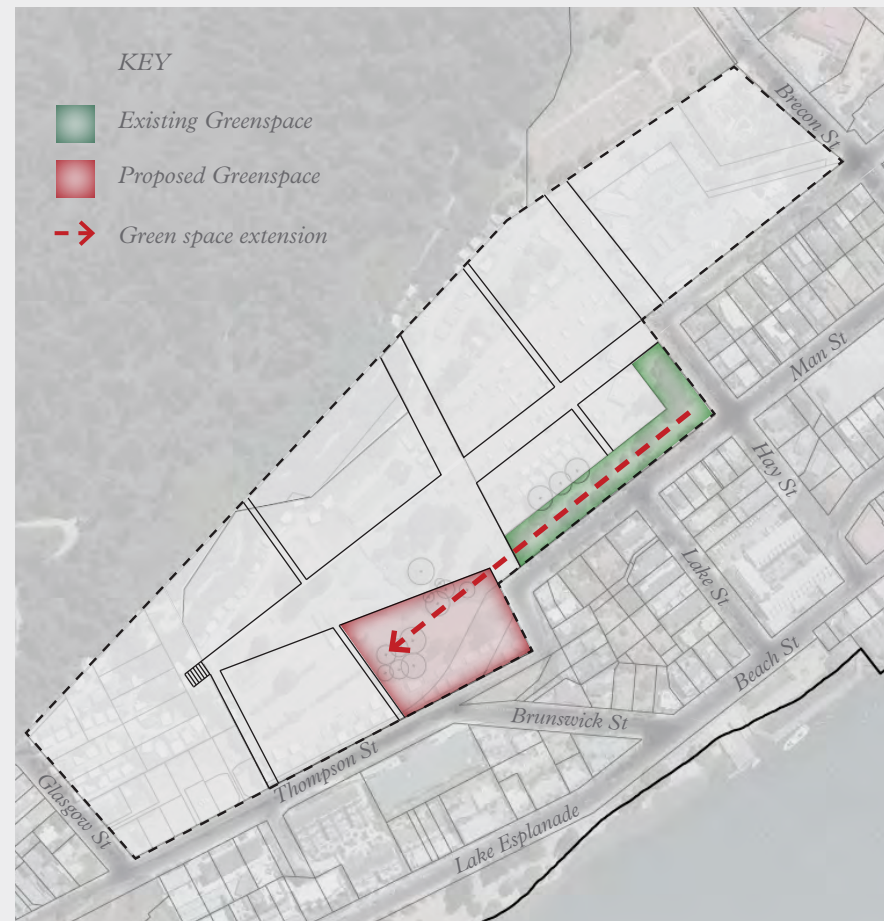 KEY
Existing Greenspace
Proposed Greenspace
Green space extension
Brecon St
Man St
Hay St
Lake St
Beach St
Brunswick St
Thompson St
Glasgow St
Lake Esplanade